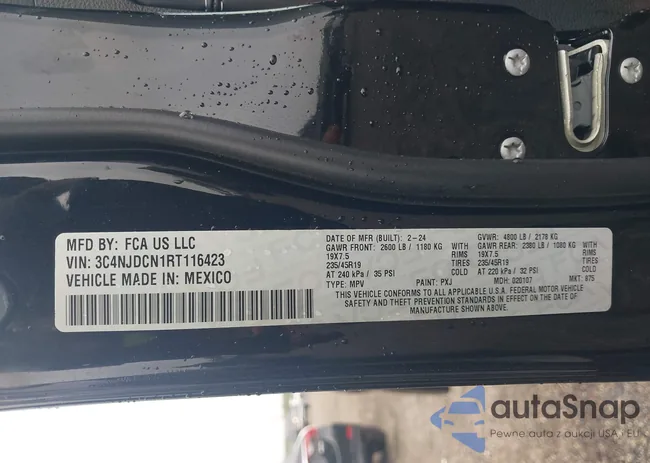 MFD BY: FCA US LLC
VIN: 3C4NJDCN1RT116423
VEHICLE MADE IN: MEXICO
DATE OF MFR (BUILT): 2-24
GAWR FRONT: 2600 LB / 1180 KG WITH
19X7.5 RIMS
235/45R19 TIRES
AT 240 kPa / 35 PSI
TYPE: MPV PAINT: PXJ
GVWR: 4800 LB / 2178 KG
GAWR REAR: 2380 LB / 1080 KG WITH
19X7.5 RIMS
235/45R19 TIRES
AT 220 kPa / 32 PSI
MDH: 020107 MKT: 875
THIS VEHICLE CONFORMS TO ALL APPLICABLE U.S.A. FEDERAL MOTOR VEHICLE
SAFETY AND THEFT PREVENTION STANDARDS IN EFFECT ON THE DATE OF
MANUFACTURE SHOWN ABOVE.
autaSnap
Pewne auta z aukcji USA i EU